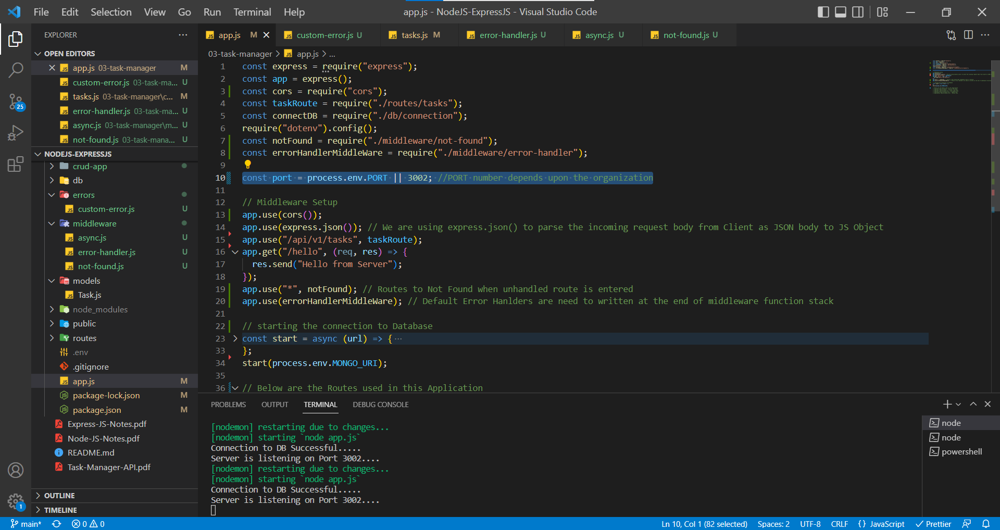 File Edit Selection View Go Run Terminal Help
app.js - NodeJS-ExpressJS - Visual Studio Code
EXPLORER
OPEN EDITORS
app.js 03-task-manager M
custom-error.js 03-task-ma... U
tasks.js 03-task-manager\c... M
error-handler.js 03-task-ma... U
async.js 03-task-manager\m... U
not-found.js 03-task-mana... U
NODEJS-EXPRESSJS
crud-app
db
errors
custom-error.js U
middleware
async.js U
error-handler.js U
not-found.js U
models
Task.js
node_modules
public
routes
.env
.gitignore
app.js M
package-lock.json M
package.json M
Express-JS-Notes.pdf
Node-JS-Notes.pdf
README.md
Task-Manager-API.pdf
OUTLINE
TIMELINE
25
1
app.js M custom-error.js U tasks.js M error-handler.js U async.js U not-found.js U
03-task-manager > app.js > ...
1 const express = require("express");
2 const app = express();
3 const cors = require("cors");
4 const taskRoute = require("./routes/tasks");
5 const connectDB = require("./db/connection");
6 require("dotenv").config();
7 const notFound = require("./middleware/not-found");
8 const errorHandlerMiddleWare = require("./middleware/error-handler");
9
10 const port = process.env.PORT || 3002; //PORT number depends upon the organization
11
12 // Middleware Setup
13 app.use(cors());
14 app.use(express.json()); // We are using express.json() to parse the incoming request body from Client as JSON body to JS Object
15 app.use("/api/v1/tasks", taskRoute);
16 app.get("/hello", (req, res) => {
17 res.send("Hello from Server");
18 });
19 app.use("*", notFound); // Routes to Not Found when unhandled route is entered
20 app.use(errorHandlerMiddleWare); // Default Error Hanlders are need to written at the end of middleware function stack
21
22 // starting the connection to Database
23 const start = async (url) => { ...
33 };
34 start(process.env.MONGO_URI);
35
36 // Below are the Routes used in this Application
PROBLEMS OUTPUT TERMINAL DEBUG CONSOLE
[nodemon] restarting due to changes...
[nodemon] starting `node app.js`
Connection to DB Successful.....
Server is listening on Port 3002....
[nodemon] restarting due to changes...
[nodemon] starting `node app.js`
Connection to DB Successful.....
Server is listening on Port 3002....
node
node
powershell
main* 0 0 Ln 10, Col 1 (82 selected) Spaces: 2 UTF-8 CRLF {} JavaScript Prettier